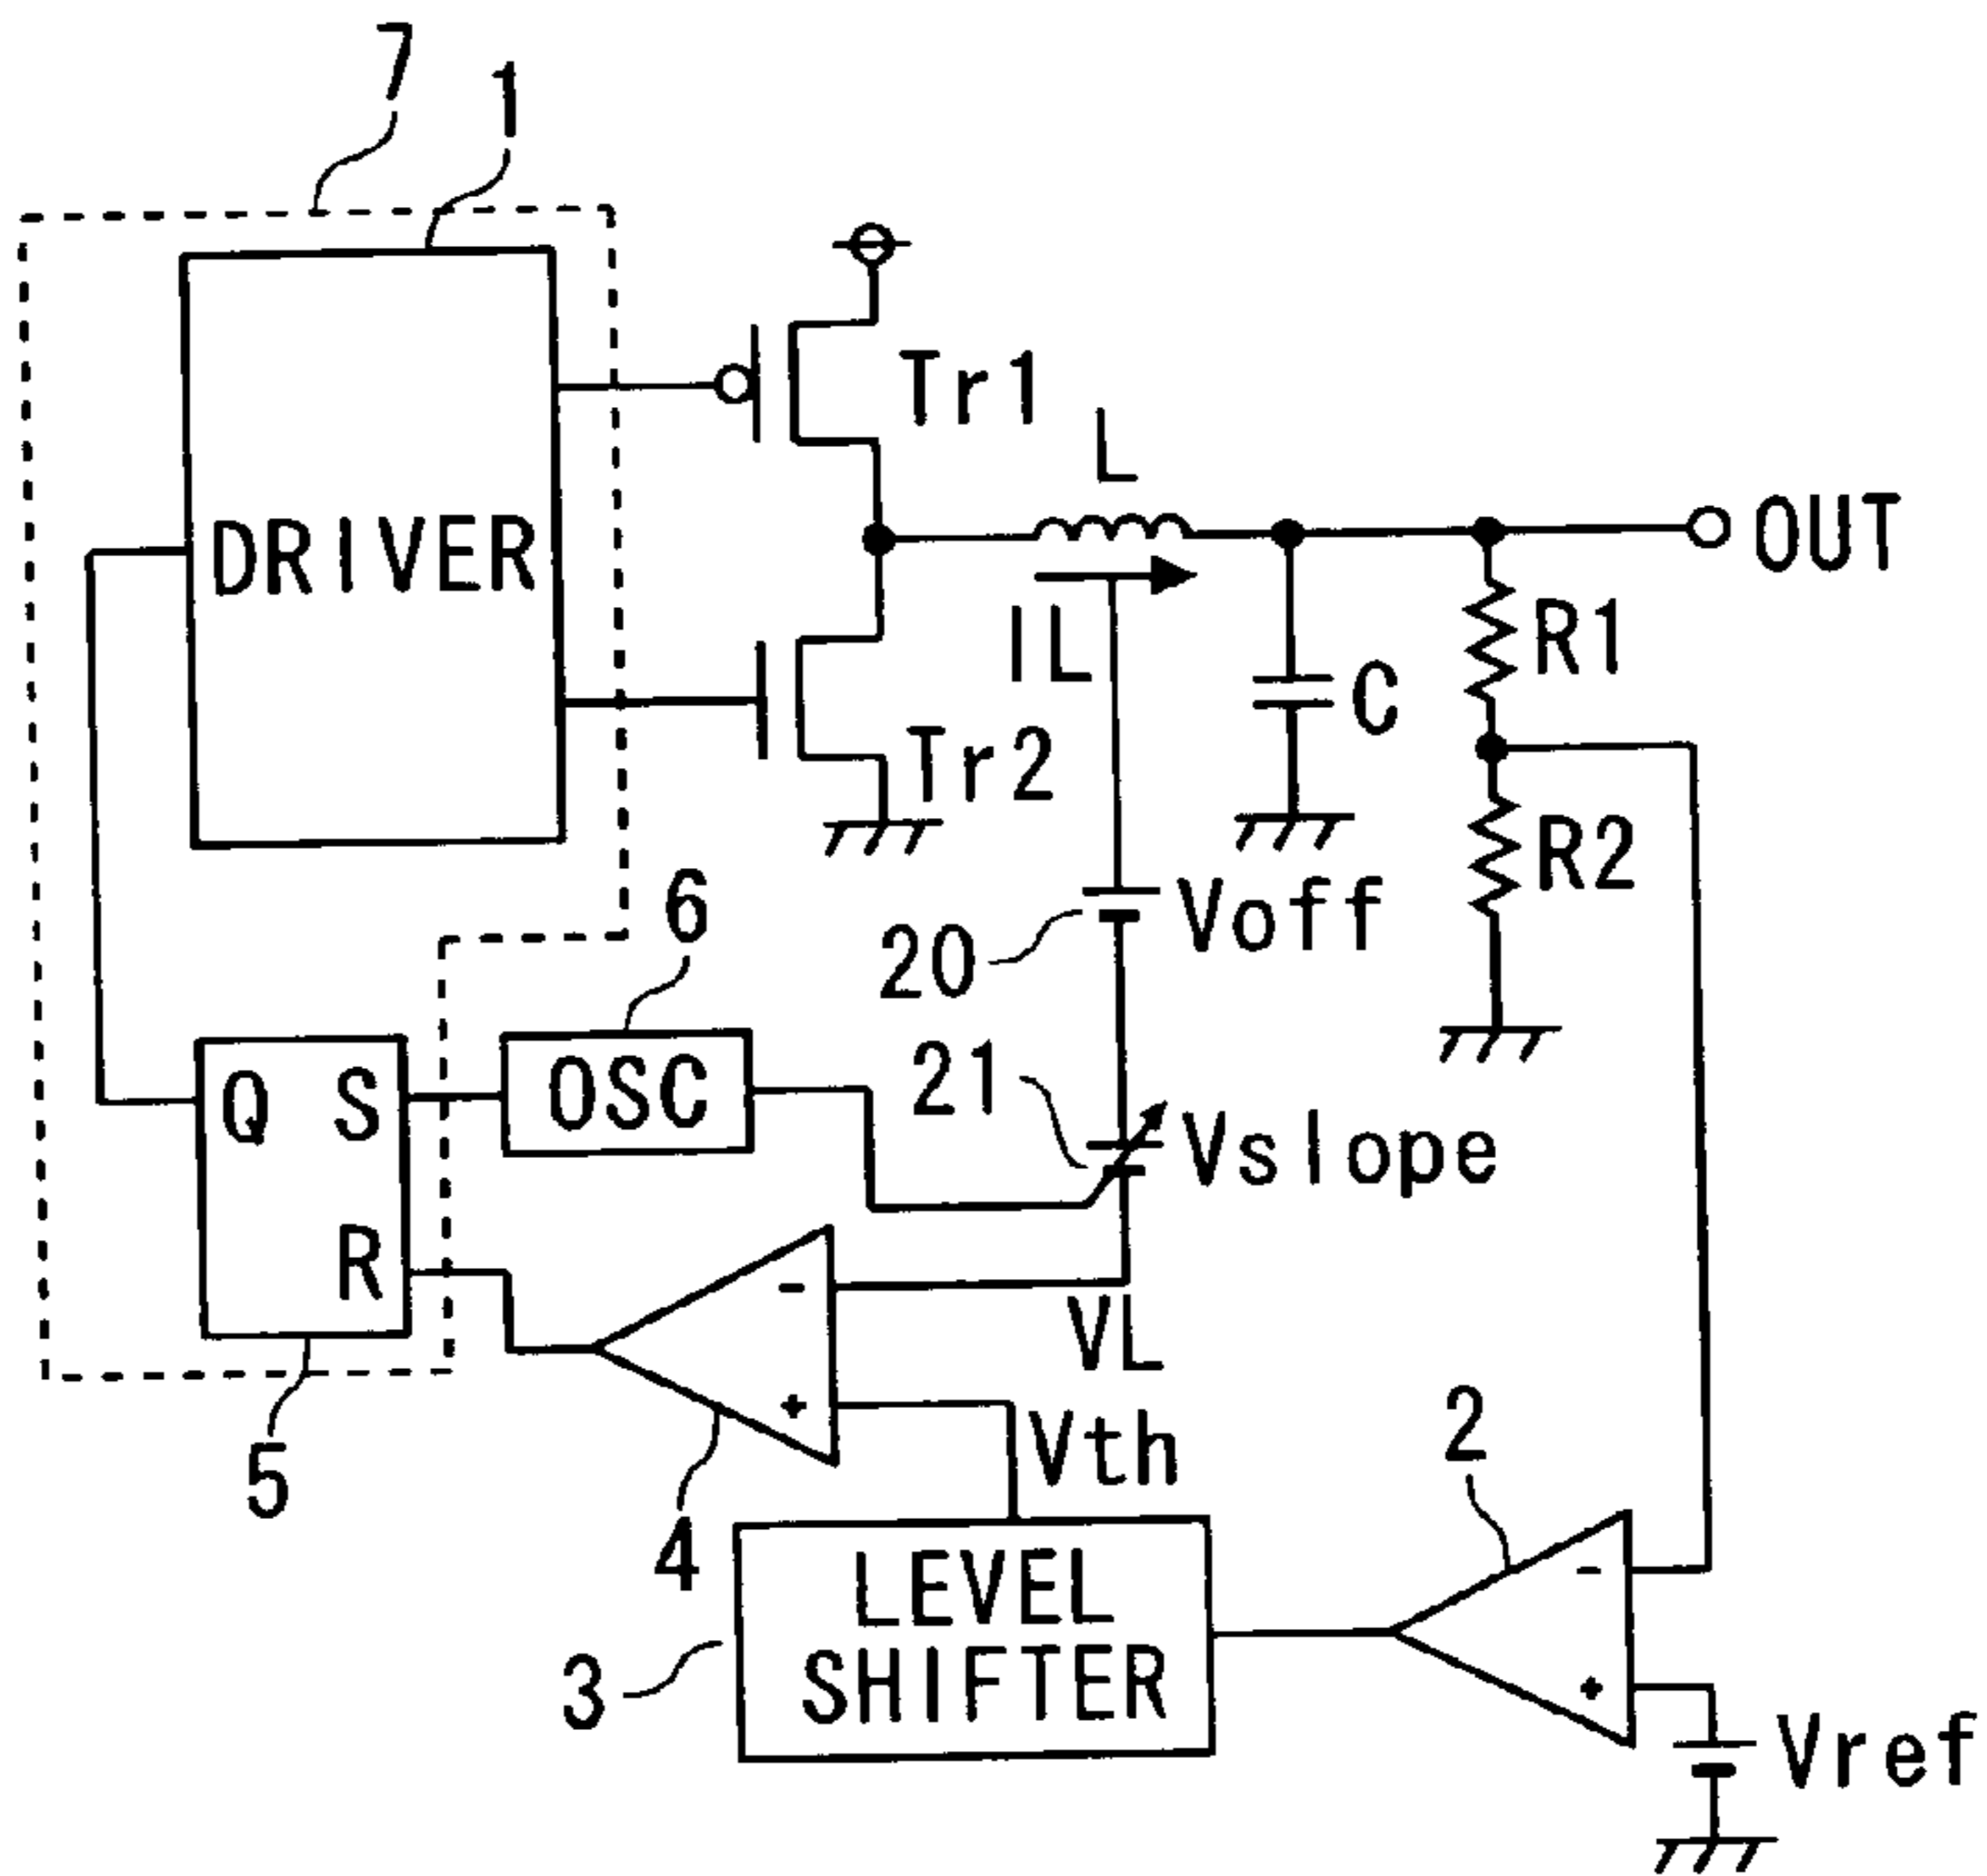 7
1
Tr1
L
OUT
DRIVER
IL
R1
C
Tr2
R2
6
20
Voff
21
OSC
Q S
Vslope
R
-
VL
+
Vth
2
5
4
LEVEL
SHIFTER
-
3
+
Vref